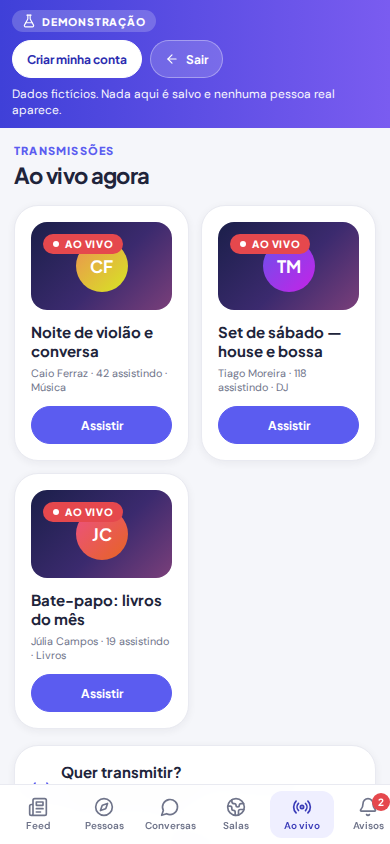 DEMONSTRAÇÃO
Criar minha conta
Sair
Dados fictícios. Nada aqui é salvo e nenhuma pessoa real
aparece.
TRANSMISSÕES
Ao vivo agora
AO VIVO
CF
Noite de violão e
conversa
Caio Ferraz · 42 assistindo ·
Música
Assistir
AO VIVO
TM
Set de sábado —
house e bossa
Tiago Moreira · 118
assistindo · DJ
Assistir
AO VIVO
JC
Bate-papo: livros
do mês
Júlia Campos · 19 assistindo
· Livros
Assistir
Quer transmitir?
Feed
Pessoas
Conversas
Salas
Ao vivo
2
Avisos